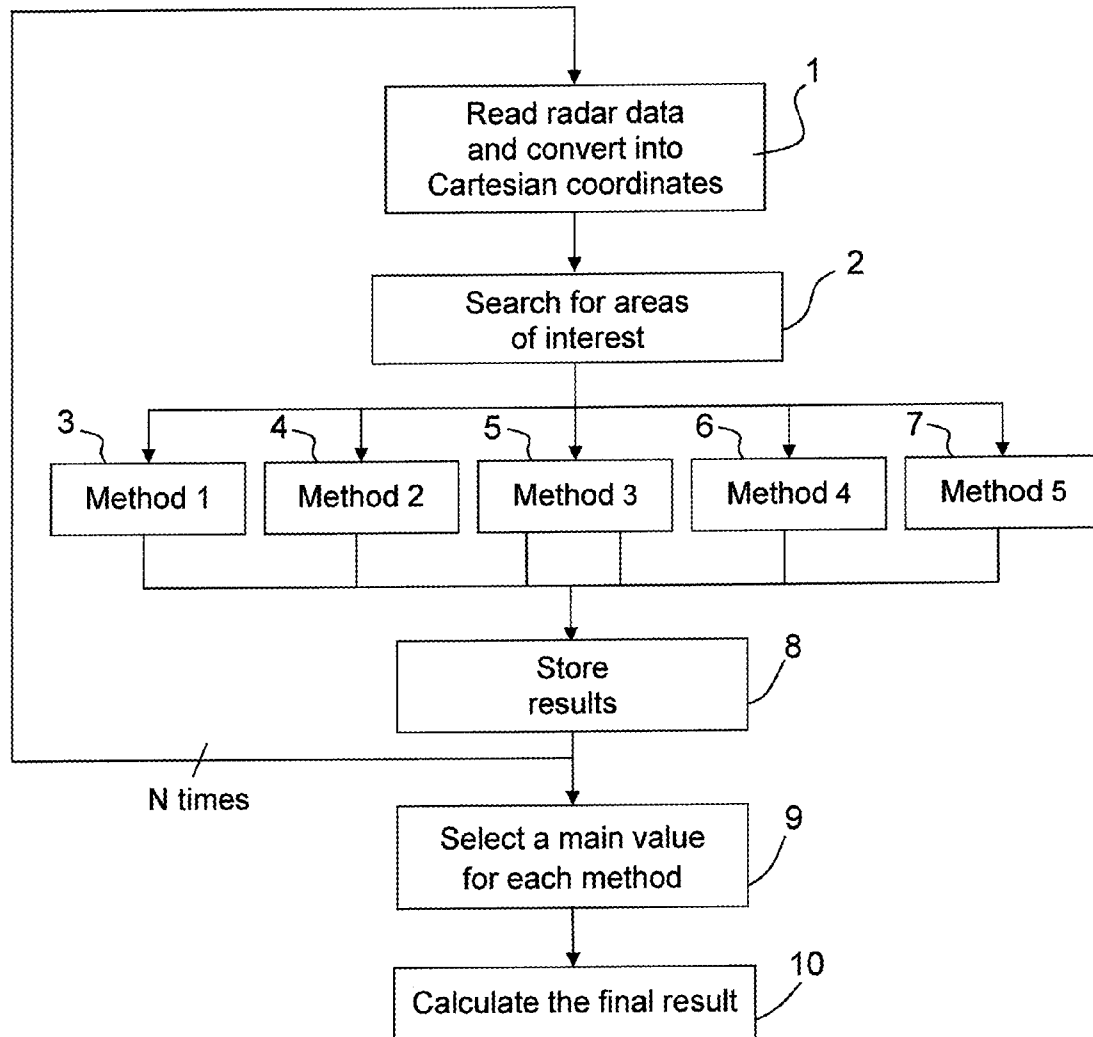 1
Read radar data
and convert into
Cartesian coordinates
2
Search for areas
of interest
3
4
5
6
7
Method 1
Method 2
Method 3
Method 4
Method 5
8
Store
results
N times
9
Select a main value
for each method
10
Calculate the final result